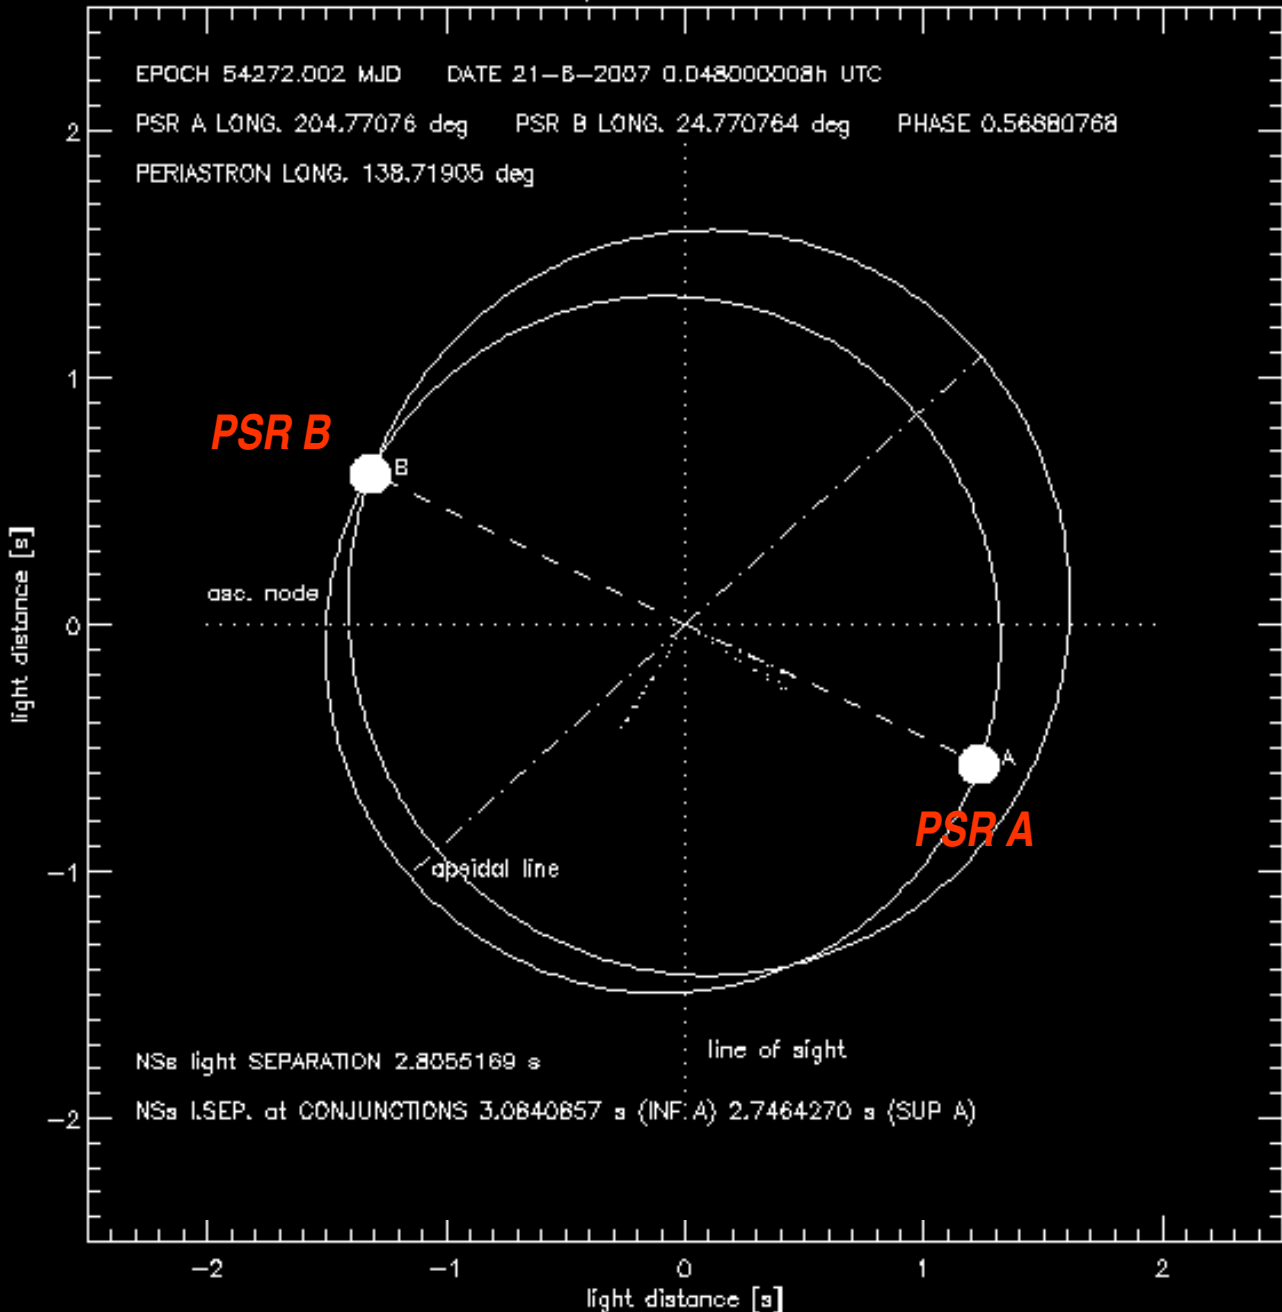 EPOCH 54272.002 MJD DATE 21-6-2007 0.048000008h UTC
PSR A LONG. 204.77076 deg PSR B LONG. 24.770764 deg PHASE 0.56880768
PERIASTRON LONG. 138.71905 deg
2
1
0
-1
-2
light distance [s]
PSR B
B
asc. node
A
PSR A
apsidal line
line of sight
NSs light SEPARATION 2.8055169 s
NSs l.SEP. at CONJUNCTIONS 3.0840857 s (INF A) 2.7464270 s (SUP A)
-2 -1 0 1 2
light distance [s]